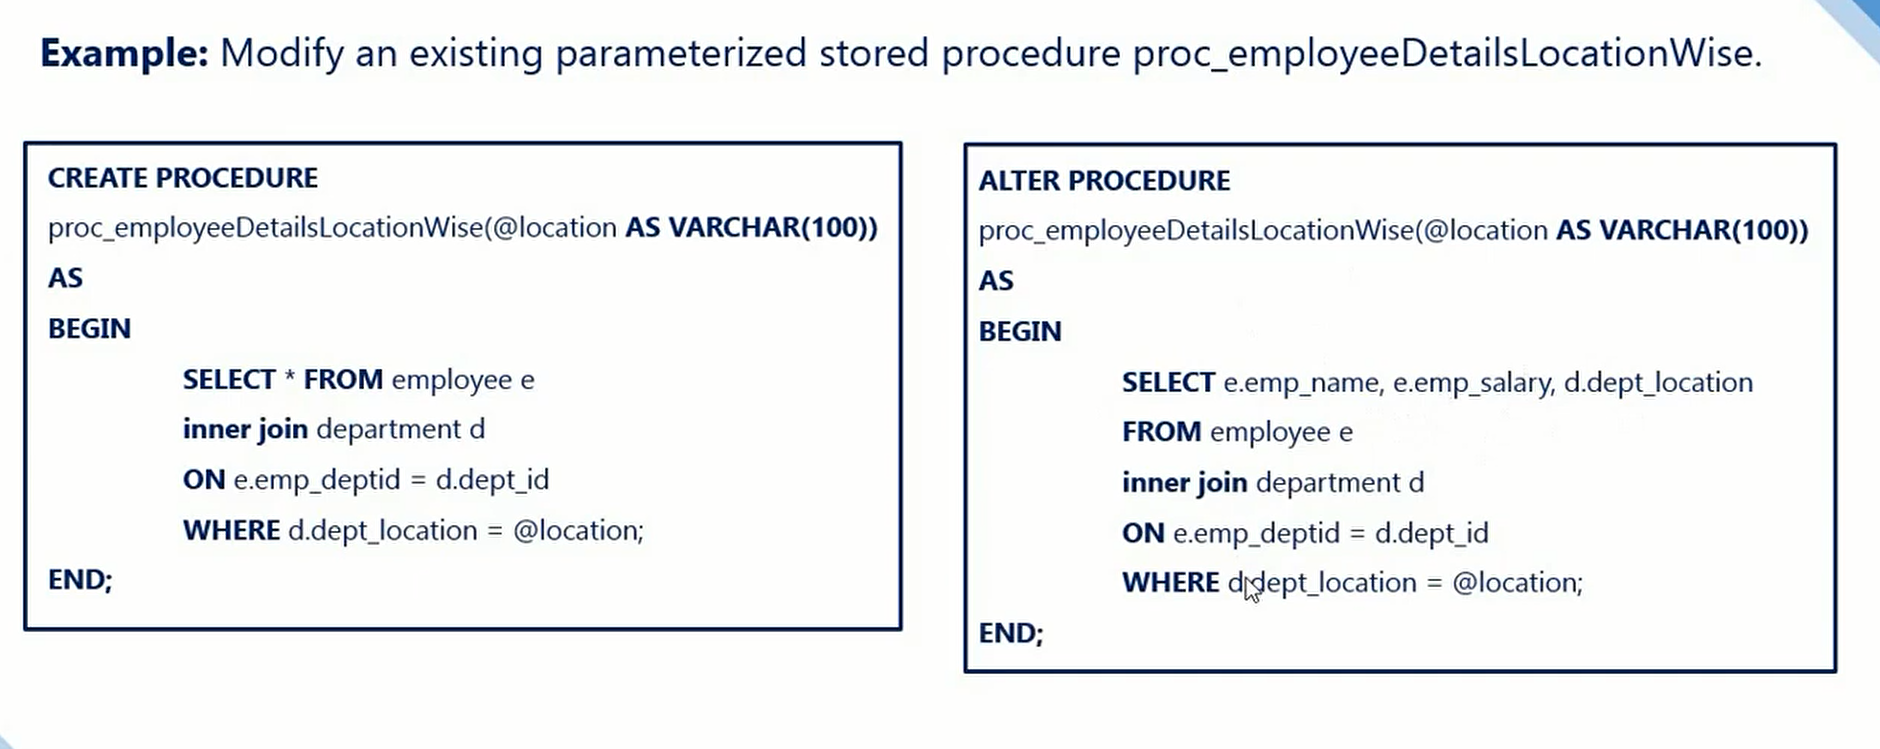 Example: Modify an existing parameterized stored procedure proc_employeeDetailsLocationWise.
CREATE PROCEDURE
proc_employeeDetailsLocationWise(@location AS VARCHAR(100))
AS
BEGIN
SELECT * FROM employee e
inner join department d
ON e.emp_deptid = d.dept_id
WHERE d.dept_location = @location;
END;
ALTER PROCEDURE
proc_employeeDetailsLocationWise(@location AS VARCHAR(100))
AS
BEGIN
SELECT e.emp_name, e.emp_salary, d.dept_location
FROM employee e
inner join department d
ON e.emp_deptid = d.dept_id
WHERE d.dept_location = @location;
END;